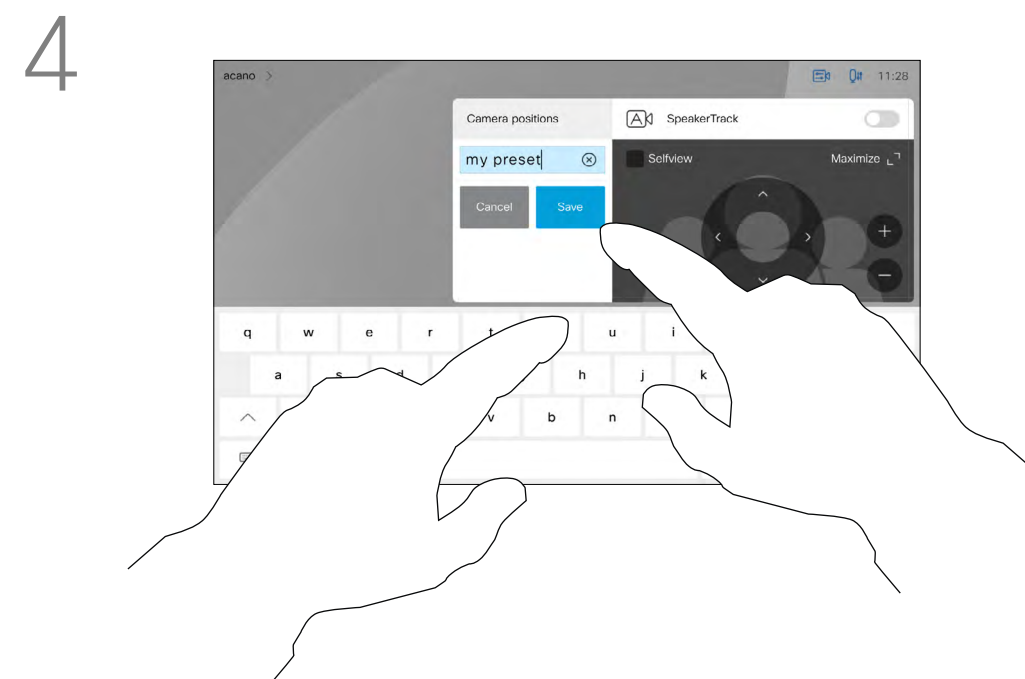 4
acano > 11:28
Camera positions
SpeakerTrack
my preset
Selfview Maximize
Cancel Save
q w e r t u i
a s d h j k
v b n